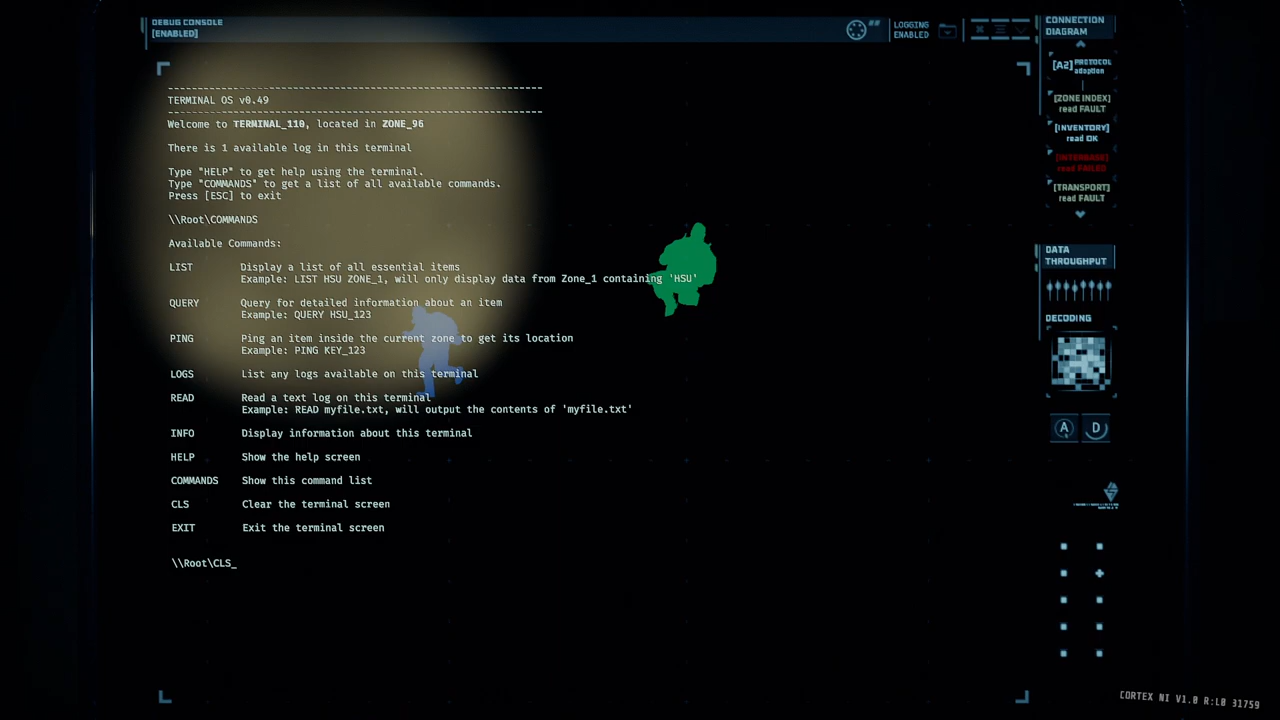 DEBUG CONSOLE
[ENABLED]
LOGGING
ENABLED
--------------------------------------------------------------
TERMINAL OS v0.49
--------------------------------------------------------------
Welcome to TERMINAL_110, located in ZONE_96
There is 1 available log in this terminal
Type "HELP" to get help using the terminal.
Type "COMMANDS" to get a list of all available commands.
Press [ESC] to exit
\\Root\COMMANDS
Available Commands:
LIST Display a list of all essential items
Example: LIST HSU ZONE_1, will only display data from Zone_1 containing 'HSU'
QUERY Query for detailed information about an item
Example: QUERY HSU_123
PING Ping an item inside the current zone to get its location
Example: PING KEY_123
LOGS List any logs available on this terminal
READ Read a text log on this terminal
Example: READ myfile.txt, will output the contents of 'myfile.txt'
INFO Display information about this terminal
HELP Show the help screen
COMMANDS Show this command list
CLS Clear the terminal screen
EXIT Exit the terminal screen
\\Root\CLS_
CONNECTION
DIAGRAM
[A2] PROTOCOL
adaption
[ZONE INDEX]
read FAULT
[INVENTORY]
read OK
[INTERBASE]
read FAILED
[TRANSPORT]
read FAULT
DATA
THROUGHPUT
DECODING
A D
CORTEX NI V1.0 R:L0 31759